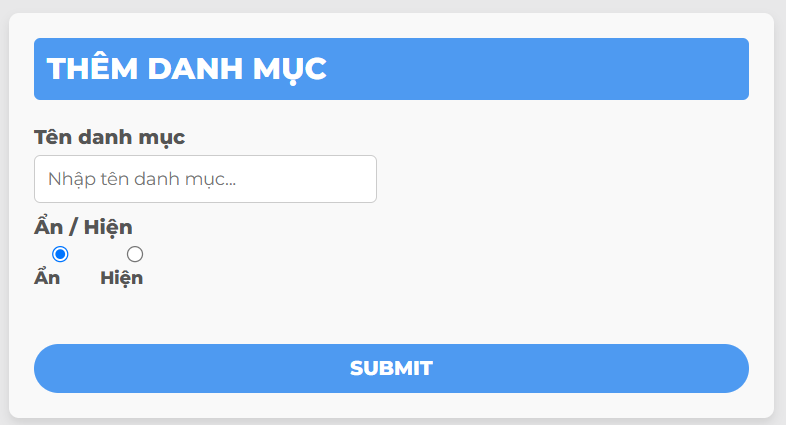 THÊM DANH MỤC
Tên danh mục
Nhập tên danh mục...
Ẩn / Hiện
Ẩn Hiện
SUBMIT